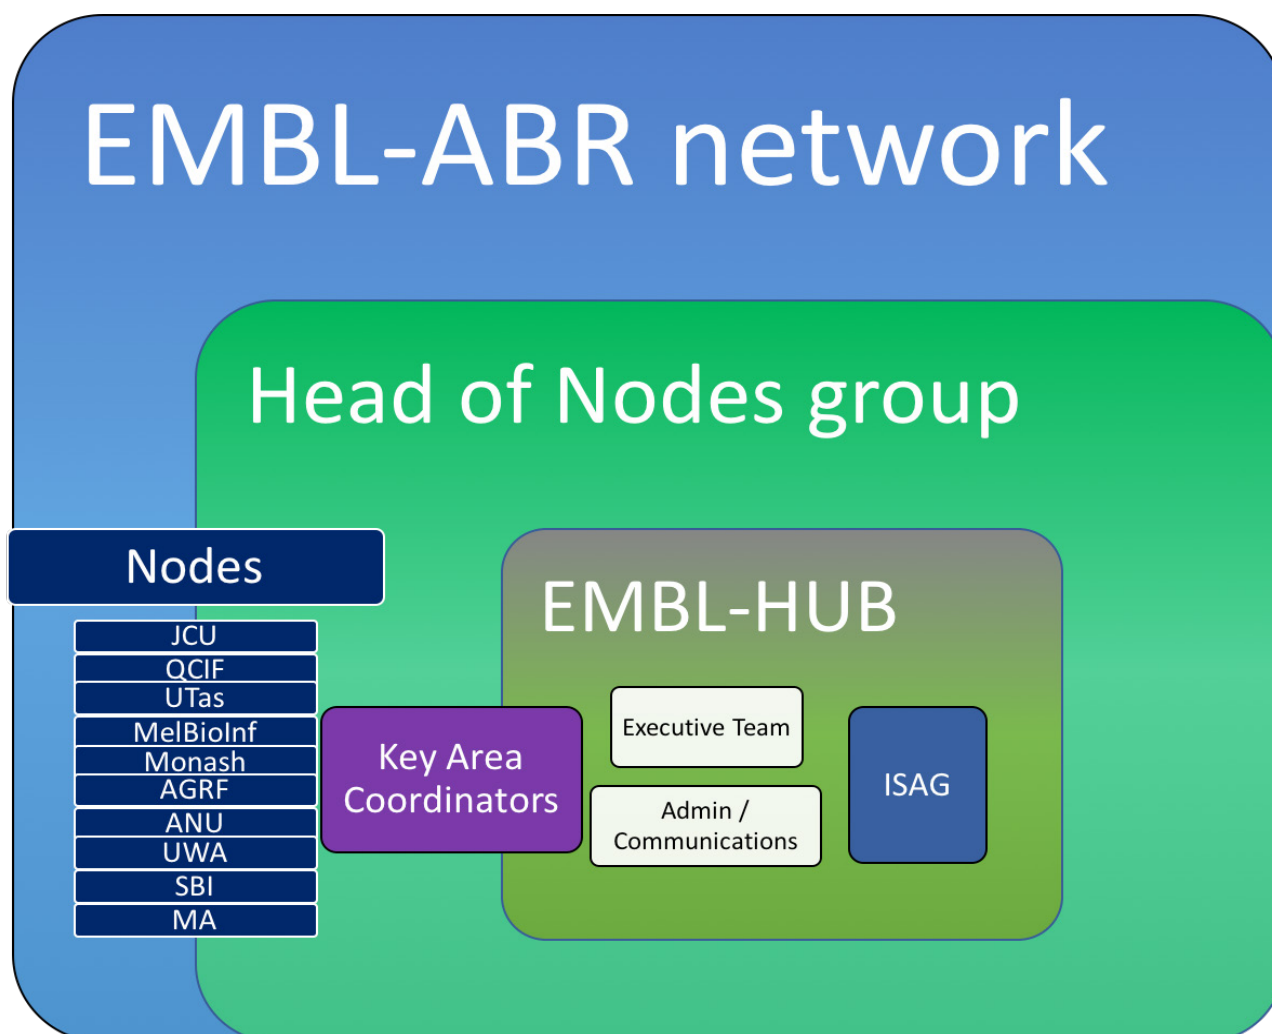 EMBL-ABR network
Head of Nodes group
Nodes
JCU
QCIF
UTas
MelBioInf
Monash
AGRF
ANU
UWA
SBI
MA
Key Area
Coordinators
EMBL-HUB
Executive Team
Admin /
Communications
ISAG